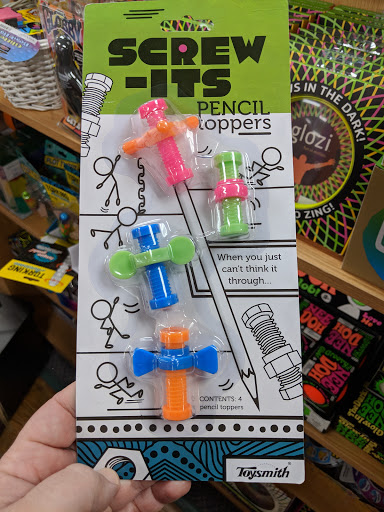 SCREW
-ITS
PENCIL
toppers
When you just
can't think it
through...
CONTENTS: 4
pencil toppers
Toysmith
IS IN THE DARK!
glozi
ZING!